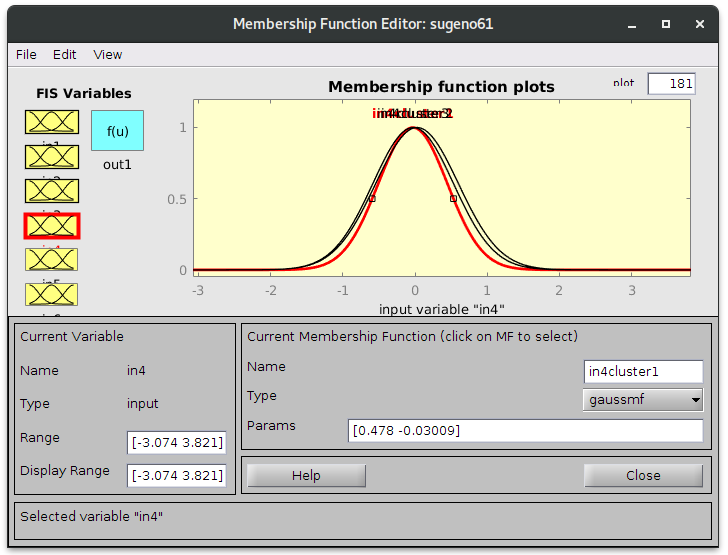 Membership Function Editor: sugeno61
File Edit View
FIS Variables
f(u)
out1
Membership function plots
181
1
0.5
0
-3 -2 -1 0 1 2 3
input variable "in4"
Current Variable
Name in4
Type input
Range [-3.074 3.821]
Display Range [-3.074 3.821]
Current Membership Function (click on MF to select)
Name in4cluster1
Type gaussmf
Params [0.478 -0.03009]
Help Close
Selected variable "in4"